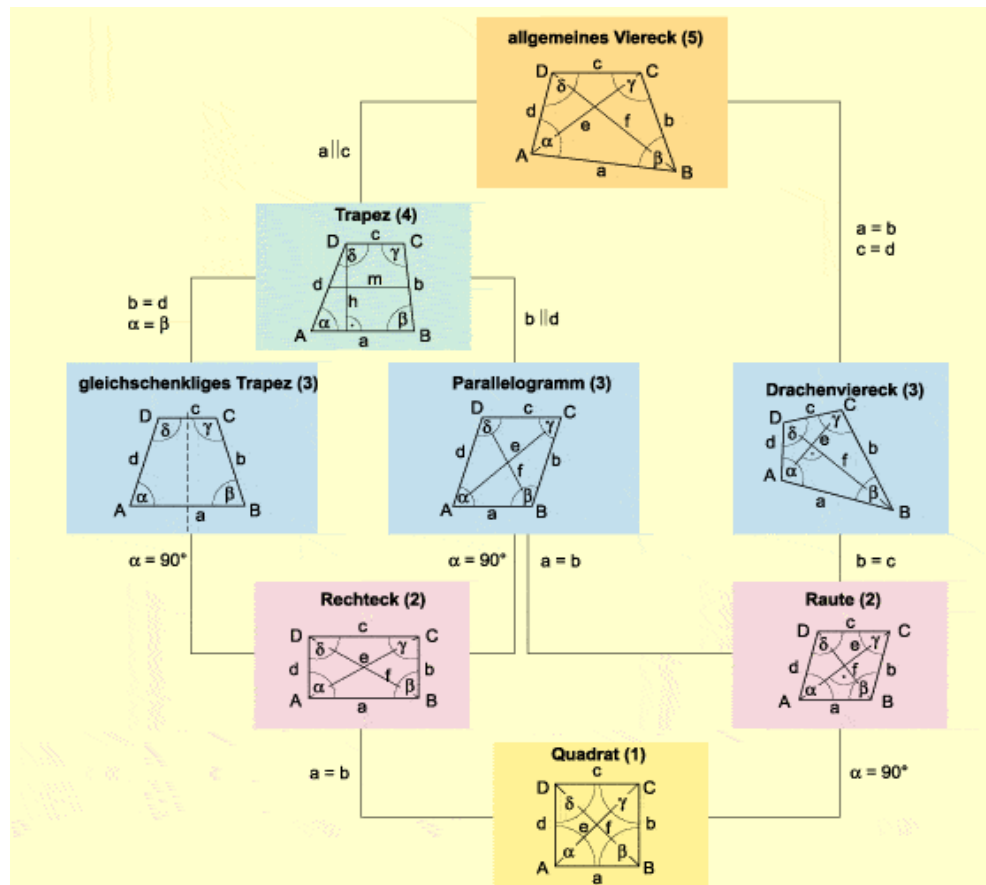 allgemeines Viereck (5)
D c C
δ γ
d e f b
α β
A a B
a||c
a = b
c = d
Trapez (4)
D c C
δ γ
d m b
h
α β
A a B
b = d
α = β
b||d
gleichschenkliges Trapez (3)
D c C
δ γ
d b
α β
A a B
Parallelogramm (3)
D c C
δ γ
d e b
f
α β
A a B
Drachenviereck (3)
D c C
δ e γ
d b
f
A α
β
a B
α = 90°
α = 90°
a = b
b = c
Rechteck (2)
D c C
δ e γ
d f b
α β
A a B
Raute (2)
D c C
δ e γ
d f b
α β
A a B
a = b
α = 90°
Quadrat (1)
D c C
δ γ
d e f b
α β
A a B